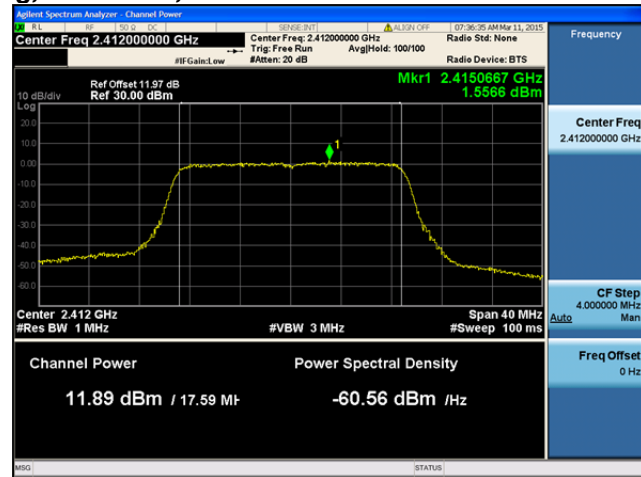 Agilent Spectrum Analyzer - Channel Power
RL RF 50 Ω DC SENSE:INT ALIGN OFF 07:36:35 AM Mar 11, 2015
Center Freq 2.412000000 GHz
Center Freq: 2.412000000 GHz
Radio Std: None
Trig: Free Run Avg|Hold: 100/100
#IFGain:Low #Atten: 20 dB Radio Device: BTS
Ref Offset 11.97 dB
Ref 30.00 dBm
10 dB/div
Log
Mkr1 2.4150667 GHz
1.5566 dBm
20.0
10.0
0.00
-10.0
-20.0
-30.0
-40.0
-50.0
-60.0
1
Center 2.412 GHz Span 40 MHz
#Res BW 1 MHz #VBW 3 MHz #Sweep 100 ms
Channel Power Power Spectral Density
11.89 dBm / 17.59 MH -60.56 dBm /Hz
MSG STATUS
Frequency
Center Freq
2.412000000 GHz
CF Step
4.000000 MHz
Auto Man
Freq Offset
0 Hz